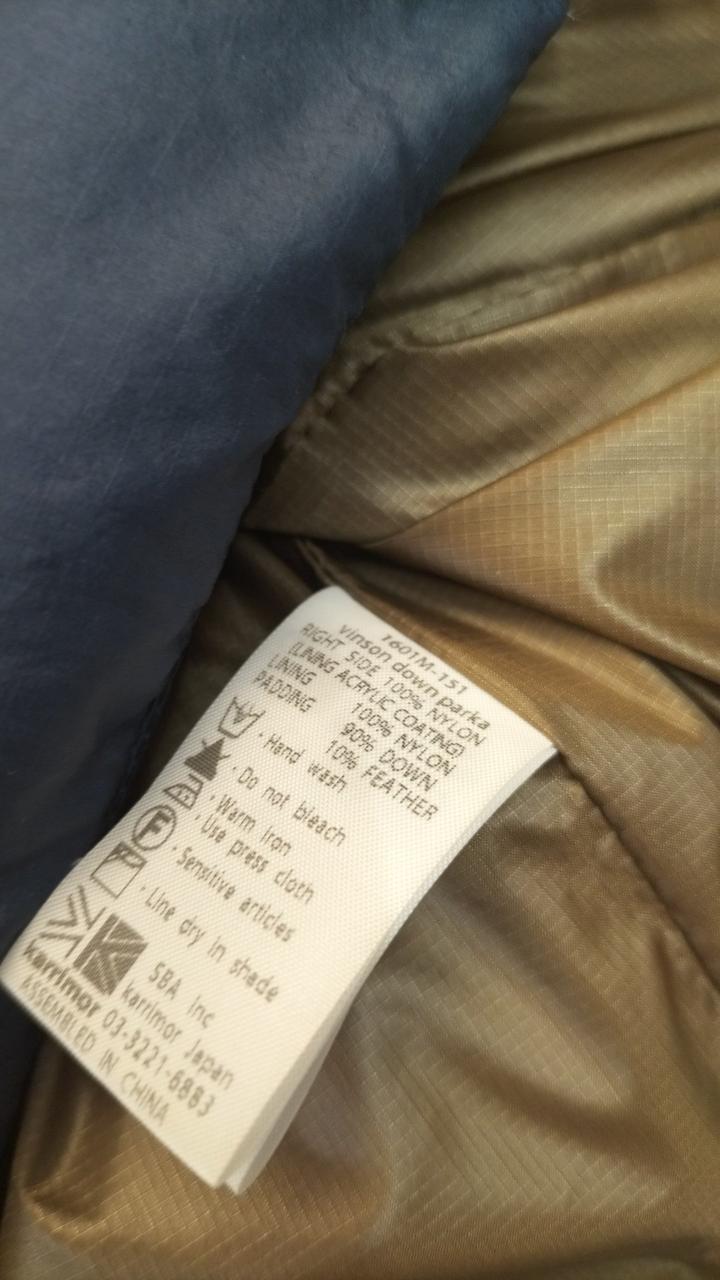 1601M.151
vinson down parka
RIGHT SIDE 100% NYLON
(LINING ACRYLIC COATING)
LINING 100% NYLON
PADDING 90% DOWN
10% FEATHER
・Hand wash
・Do not bleach
・Warm iron
・Use press cloth
F ・Sensitive articles
・Line dry in shade
SBA inc
karrimor Japan
karrimor 03-3221-6883
ASSEMBLED IN CHINA